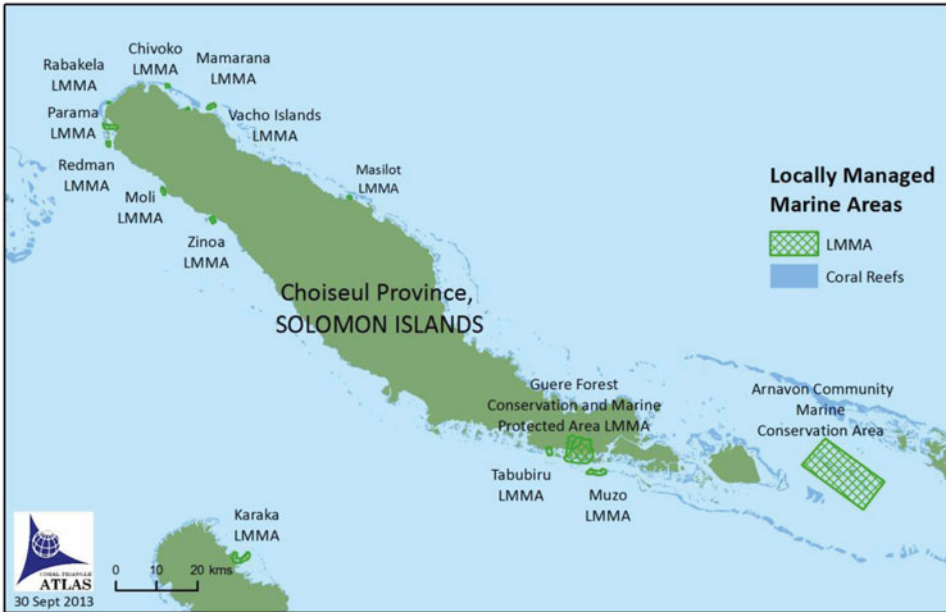 Chivoko
LMMA
Mamarana
LMMA
Rabakela
LMMA
Parama
LMMA
Vacho Islands
LMMA
Redman
LMMA
Moli
LMMA
Masilot
LMMA
Zinoa
LMMA
Locally Managed
Marine Areas
LMMA
Coral Reefs
Choiseul Province,
SOLOMON ISLANDS
Guere Forest
Conservation and Marine
Protected Area LMMA
Arnavon Community
Marine
Conservation Area
Tabubiru
LMMA
Muzo
LMMA
Karaka
LMMA
CORAL TRIANGLE
ATLAS
30 Sept 2013
0 10 20 kms